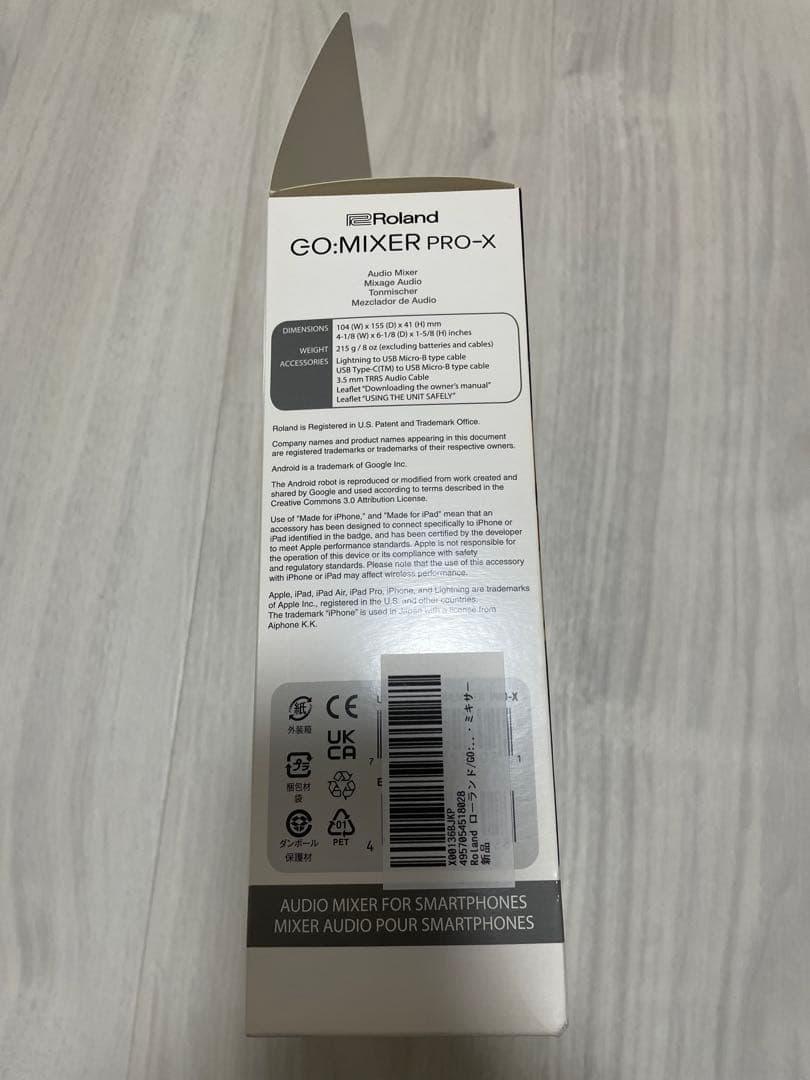 Roland
GO:MIXER PRO-X
Audio Mixer
Mixage Audio
Tonmischer
Mezclador de Audio
DIMENSIONS 104 (W) x 155 (D) x 41 (H) mm
4-1/8 (W) x 6-1/8 (D) x 1-5/8 (H) inches
WEIGHT 215 g / 8 oz (excluding batteries and cables)
ACCESSORIES Lightning to USB Micro-B type cable
USB Type-C(TM) to USB Micro-B type cable
3.5 mm TRRS Audio Cable
Leaflet "Downloading the owner's manual"
Leaflet "USING THE UNIT SAFELY"
Roland is Registered in U.S. Patent and Trademark Office.
Company names and product names appearing in this document
are registered trademarks or trademarks of their respective owners.
Android is a trademark of Google Inc.
The Android robot is reproduced or modified from work created and
shared by Google and used according to terms described in the
Creative Commons 3.0 Attribution License.
Use of "Made for iPhone," and "Made for iPad" mean that an
accessory has been designed to connect specifically to iPhone or
iPad identified in the badge, and has been certified by the developer
to meet Apple performance standards. Apple is not responsible for
the operation of this device or its compliance with safety
and regulatory standards. Please note that the use of this accessory
with iPhone or iPad may affect wireless performance.
Apple, iPad, iPad Air, iPad Pro, iPhone, and Lightning are trademarks
of Apple Inc., registered in the U.S. and other countries.
The trademark "iPhone" is used in Japan with a license from
Aiphone K.K.
紙
外装箱
CE
UK
CA
プラ
梱包材
袋
ダンボール
保護材
01
PET
7
E
4
O-X
1
X00136BJKP
4957054518028
Roland ローランド/GO:...・ミキサー
新品
AUDIO MIXER FOR SMARTPHONES
MIXER AUDIO POUR SMARTPHONES